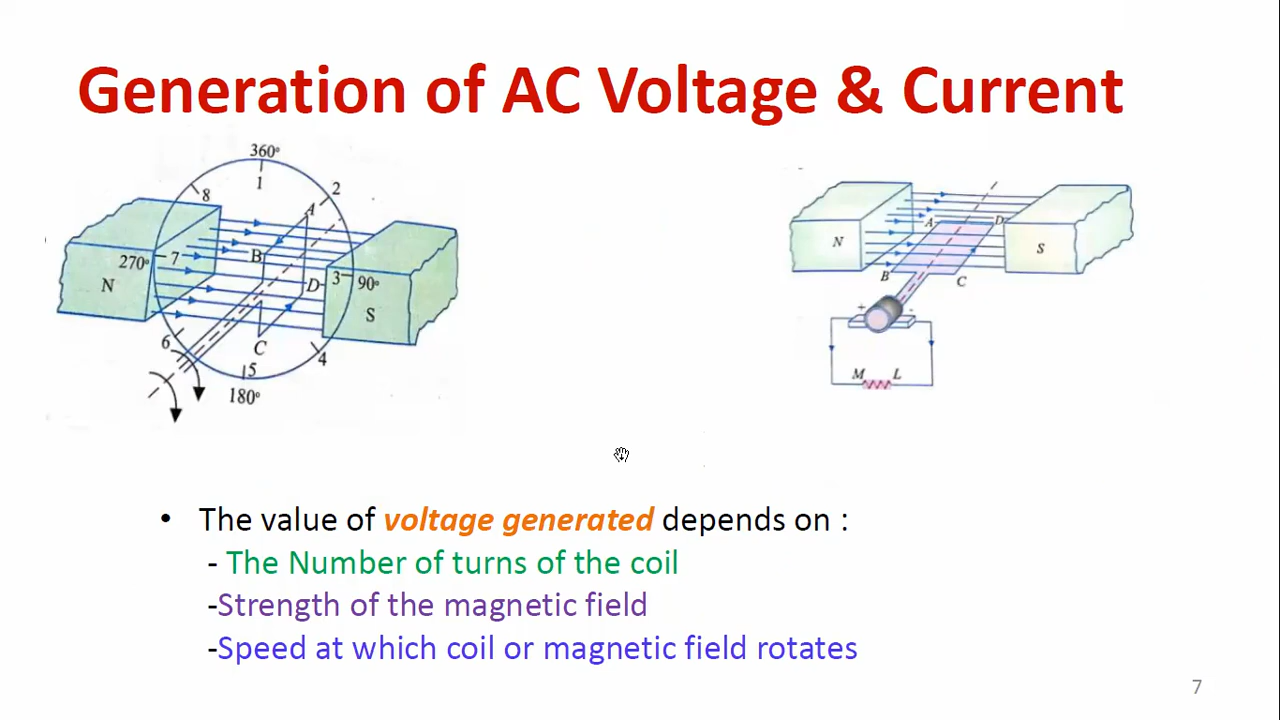 Generation of AC Voltage & Current
360°
1
2
8
A
B
7
270°
N
D
3
90°
S
6
C
4
5
180°
N
A
D
S
B
C
+
-
M
L
• The value of voltage generated depends on :
- The Number of turns of the coil
-Strength of the magnetic field
-Speed at which coil or magnetic field rotates
7